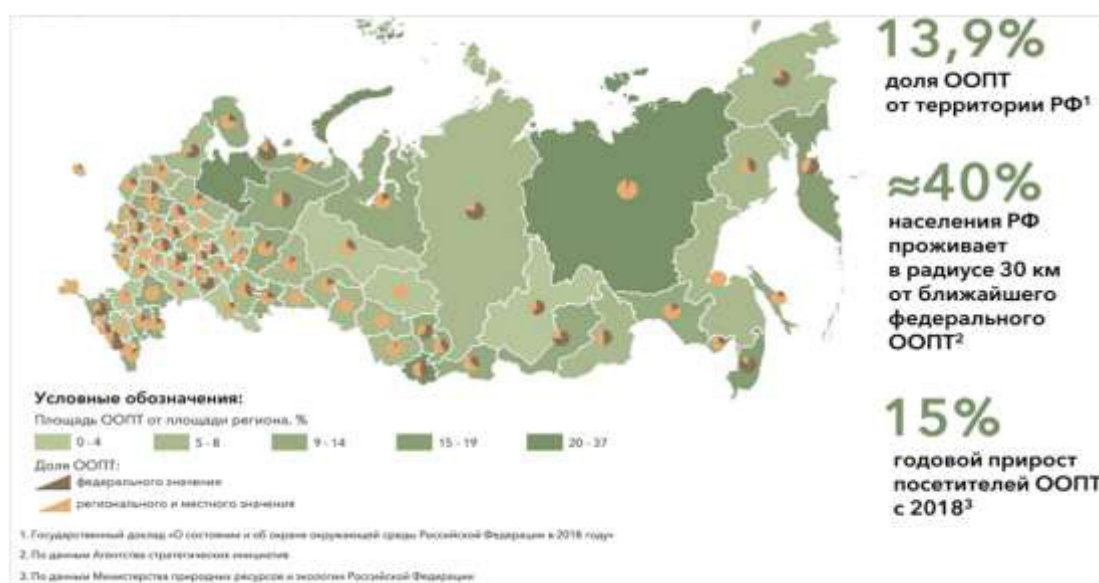 13,9%
доля ООПТ
от территории РФ¹
≈40%
населения РФ
проживает
в радиусе 30 км
от ближайшего
федерального
ООПТ²
15%
годовой прирост
посетителей ООПТ
с 2018³
Условные обозначения:
Площадь ООПТ от площади региона, %
0 - 4
5 - 8
9 - 14
15 - 19
20 - 37
Доля ООПТ:
федерального значения
регионального и местного значения
1. Государственный доклад «О состоянии и об охране окружающей среды Российской Федерации в 2018 году»
2. По данным Агентства стратегических инициатив
3. По данным Министерства природных ресурсов и экологии Российской Федерации